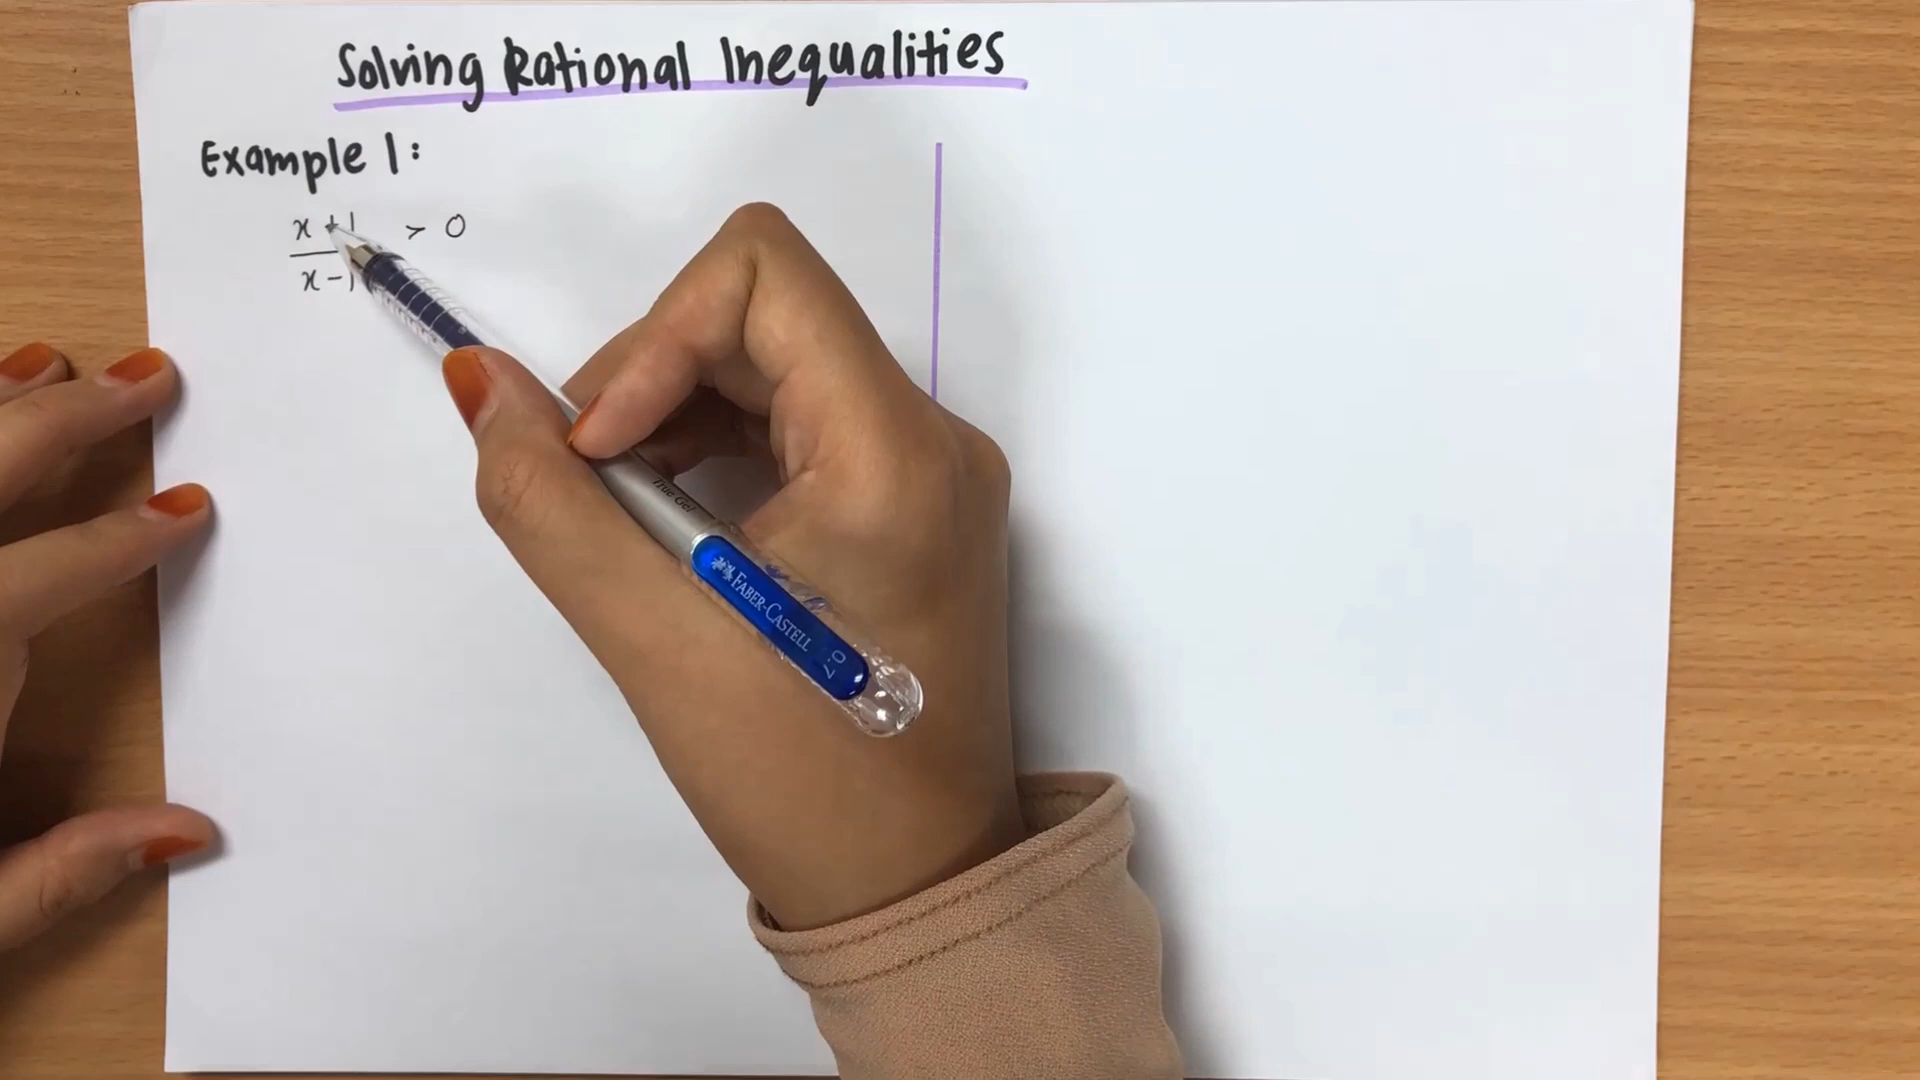 Solving Rational Inequalities
Example 1:
x + 1 > 0
x - 1
True Gel
FABER-CASTELL
0.7